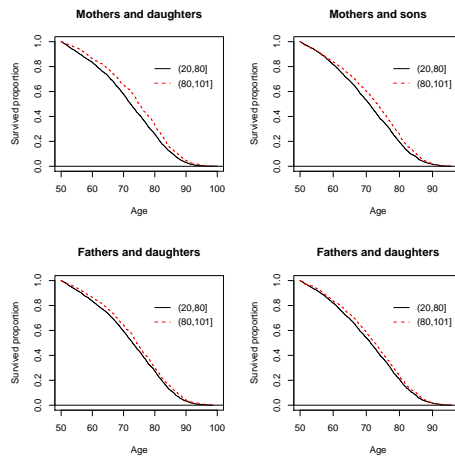 Mothers and daughters
Survived proportion
1.0
0.8
0.6
0.4
0.2
0.0
(20,80]
(80,101]
50 60 70 80 90 100
Age
Mothers and sons
Survived proportion
1.0
0.8
0.6
0.4
0.2
0.0
(20,80]
(80,101]
50 60 70 80 90
Age
Fathers and daughters
Survived proportion
1.0
0.8
0.6
0.4
0.2
0.0
(20,80]
(80,101]
50 60 70 80 90 100
Age
Fathers and daughters
Survived proportion
1.0
0.8
0.6
0.4
0.2
0.0
(20,80]
(80,101]
50 60 70 80 90
Age